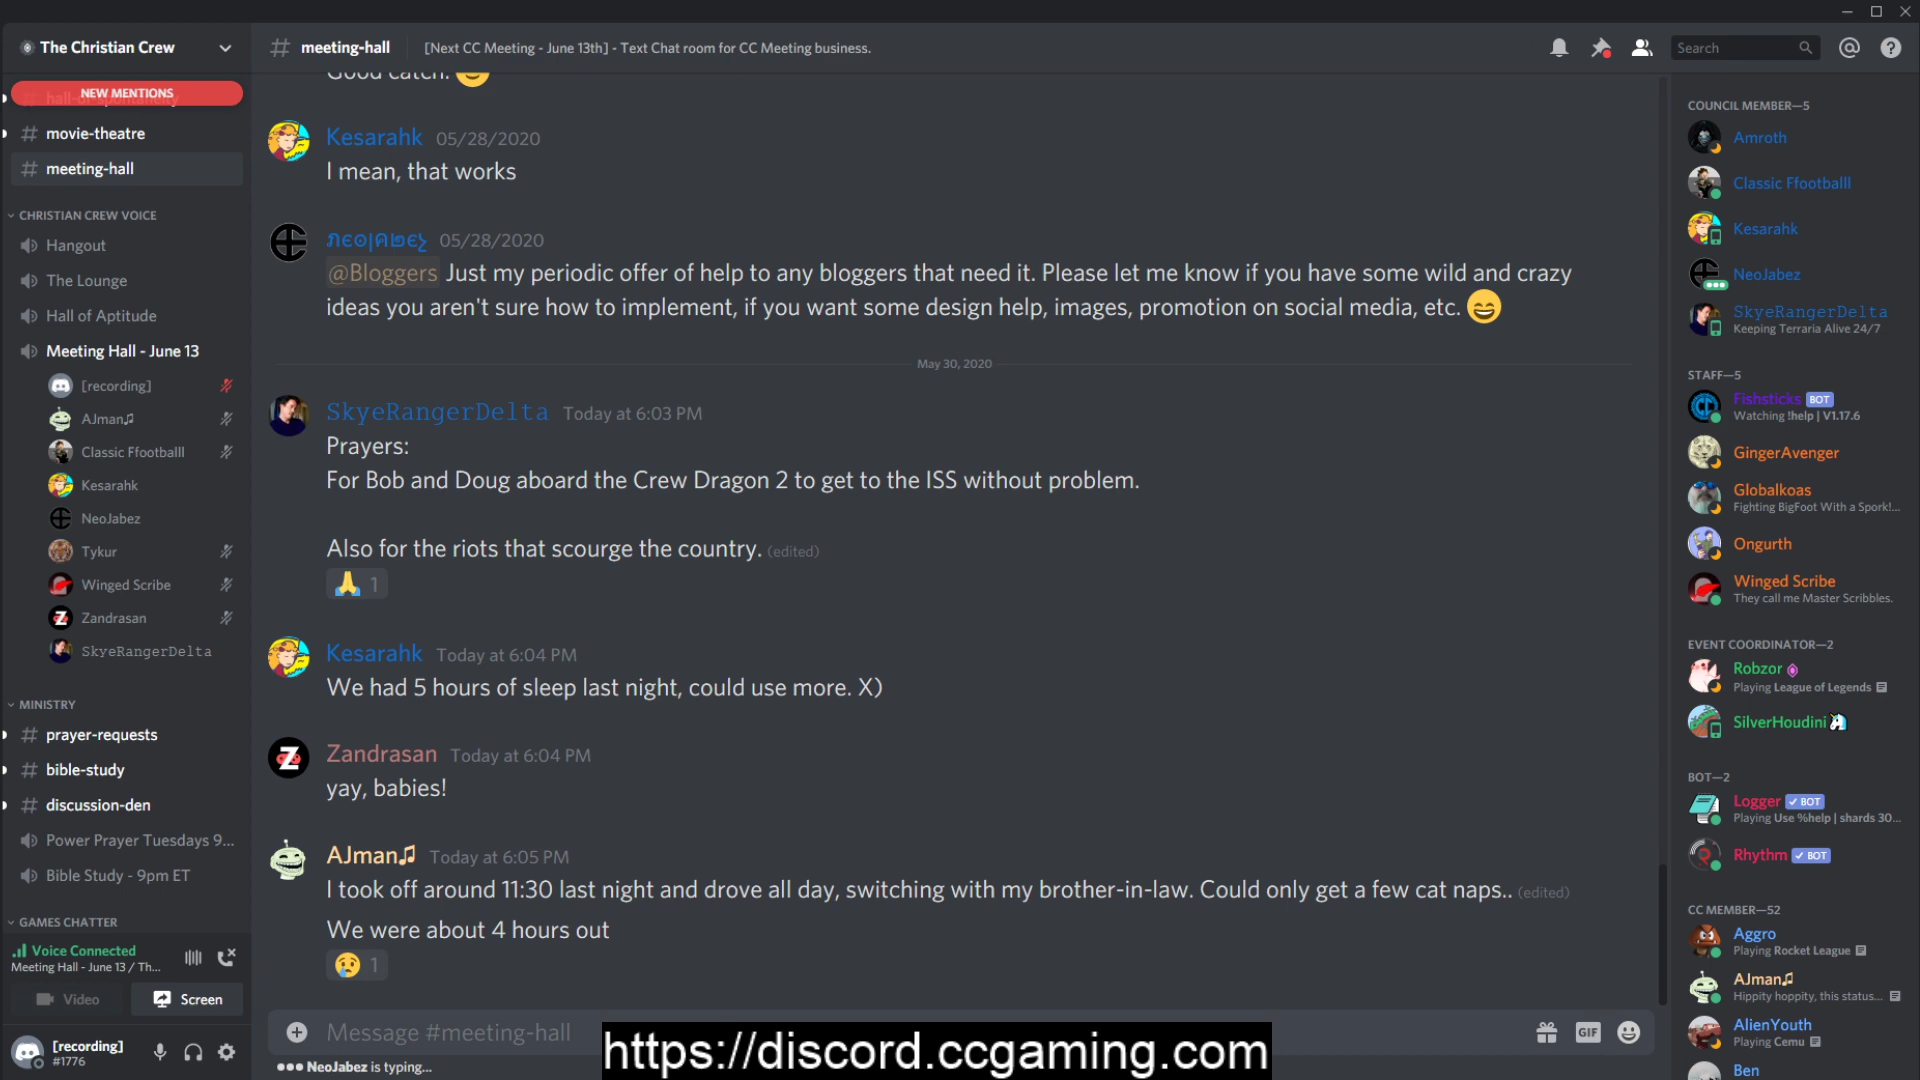 The Christian Crew
NEW MENTIONS
movie-theatre
meeting-hall
CHRISTIAN CREW VOICE
Hangout
The Lounge
Hall of Aptitude
Meeting Hall - June 13
[recording]
AJman♫
Classic Ffootballl
Kesarahk
NeoJabez
Tykur
Winged Scribe
Zandrasan
SkyeRangerDelta
MINISTRY
prayer-requests
bible-study
discussion-den
Power Prayer Tuesdays 9...
Bible Study - 9pm ET
GAMES CHATTER
Voice Connected
Meeting Hall - June 13 / Th...
Video
Screen
[recording]
#1776
# meeting-hall
[Next CC Meeting - June 13th] - Text Chat room for CC Meeting business.
Search
Good catch. 
Kesarahk 05/28/2020
I mean, that works
05/28/2020
@Bloggers Just my periodic offer of help to any bloggers that need it. Please let me know if you have some wild and crazy
ideas you aren't sure how to implement, if you want some design help, images, promotion on social media, etc. 😄
May 30, 2020
SkyeRangerDelta Today at 6:03 PM
Prayers:
For Bob and Doug aboard the Crew Dragon 2 to get to the ISS without problem.
Also for the riots that scourge the country. (edited)
🙏 1
Kesarahk Today at 6:04 PM
We had 5 hours of sleep last night, could use more. X)
Zandrasan Today at 6:04 PM
yay, babies!
AJman♫ Today at 6:05 PM
I took off around 11:30 last night and drove all day, switching with my brother-in-law. Could only get a few cat naps.. (edited)
We were about 4 hours out
😢 1
Message #meeting-hall
GIF
NeoJabez is typing...
https://discord.ccgaming.com
COUNCIL MEMBER—5
Amroth
Classic Ffootballl
Kesarahk
NeoJabez
SkyeRangerDelta
Keeping Terraria Alive 24/7
STAFF—5
Fishsticks BOT
Watching !help | V1.17.6
GingerAvenger
Globalkoas
Fighting BigFoot With a Spork!...
Ongurth
Winged Scribe
They call me Master Scribbles.
EVENT COORDINATOR—2
Robzor
Playing League of Legends
SilverHoudini
BOT—2
Logger ✓ BOT
Playing Use %help | shards 30...
Rhythm ✓ BOT
CC MEMBER—52
Aggro
Playing Rocket League
AJman♫
Hippity hoppity, this status...
AlienYouth
Playing Cemu
Ben